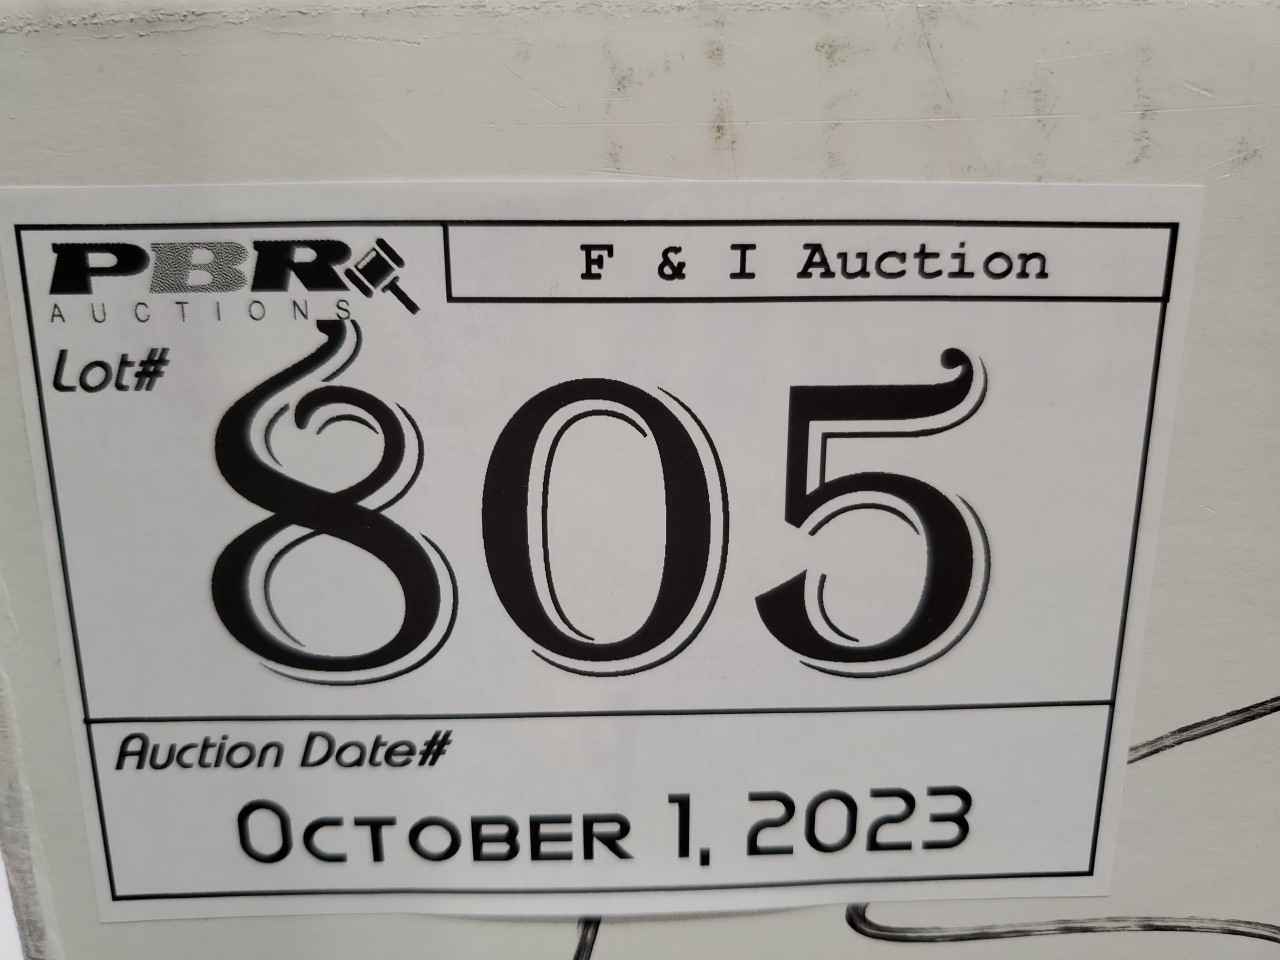 PBR
AUCTIONS
F & I Auction
Lot#
805
Auction Date#
October 1, 2023